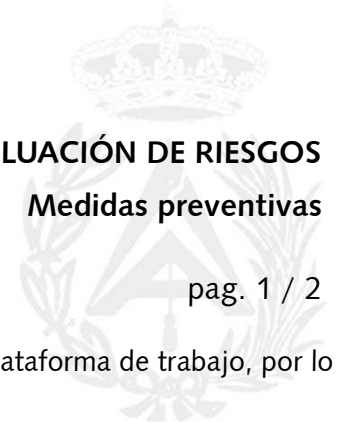 LUACIÓN DE RIESGOS
Medidas preventivas
pag. 1 / 2
ataforma de trabajo, por lo